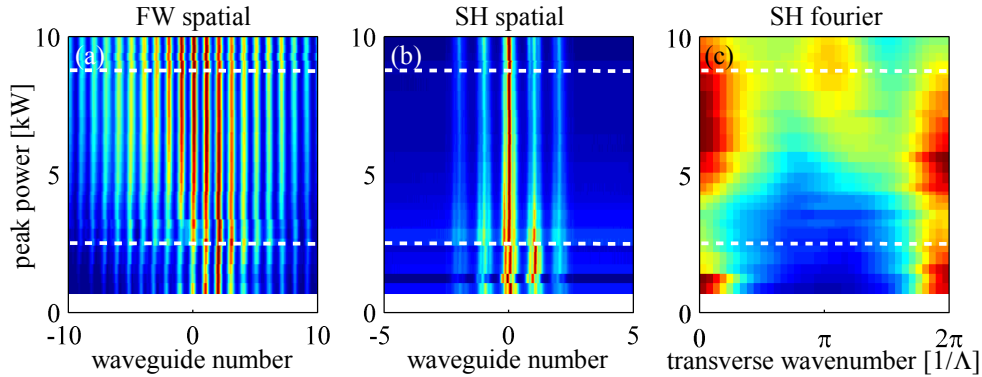 FW spatial
SH spatial
SH fourier
(a)
(b)
(c)
peak power [kW]
10
5
0
-10
0
10
waveguide number
10
5
0
-5
0
5
waveguide number
10
5
0
0
π
2π
transverse wavenumber [1/Λ]